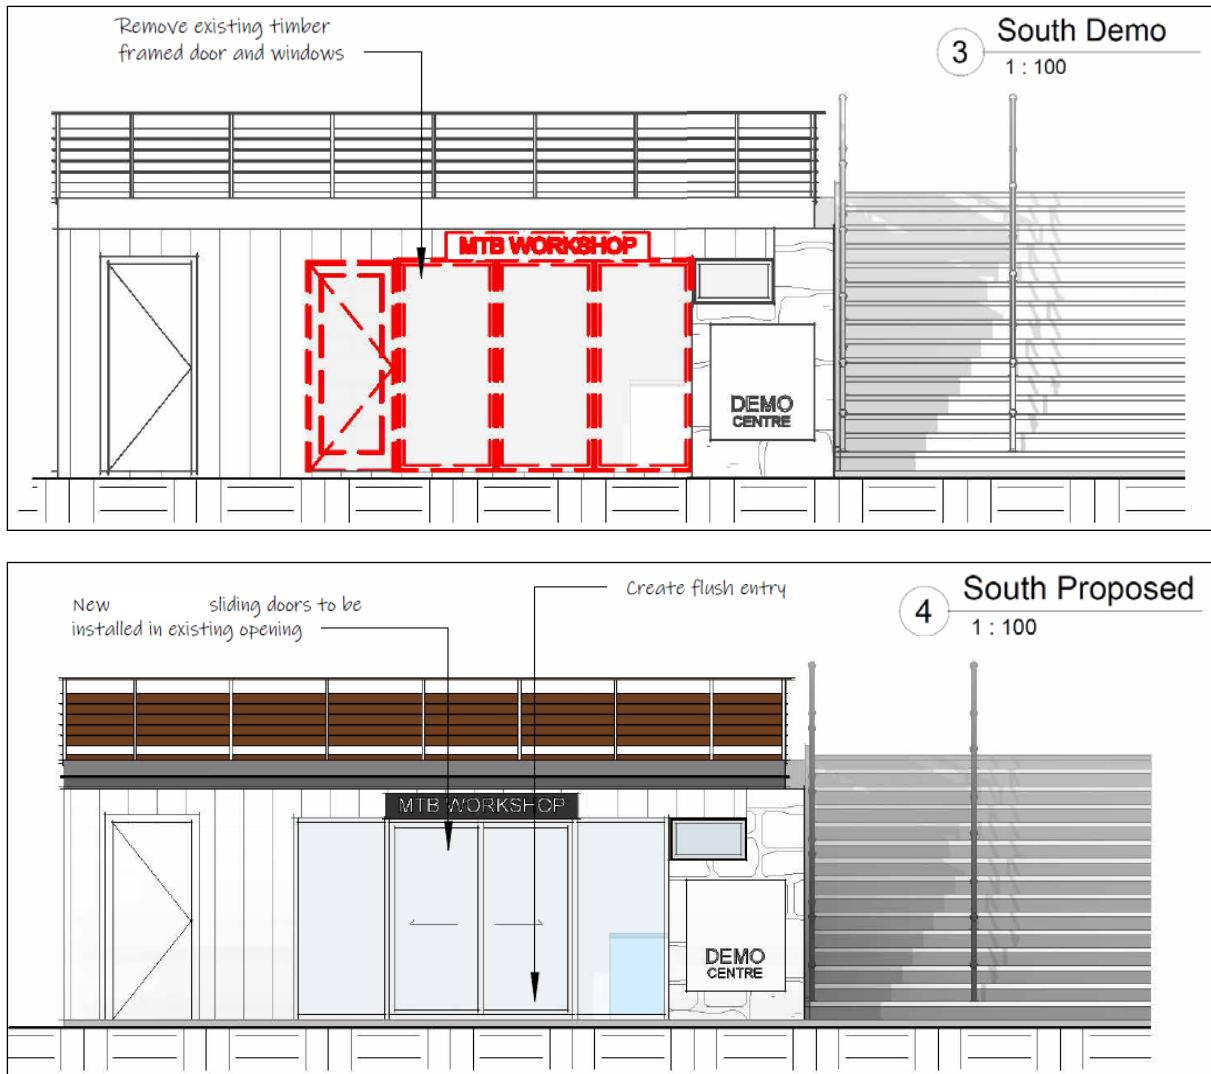 Remove existing timber
framed door and windows
3
South Demo
1 : 100
MTB WORKSHOP
DEMO
CENTRE
New sliding doors to be
installed in existing opening
Create flush entry
4
South Proposed
1 : 100
MTB WORKSHOP
DEMO
CENTRE